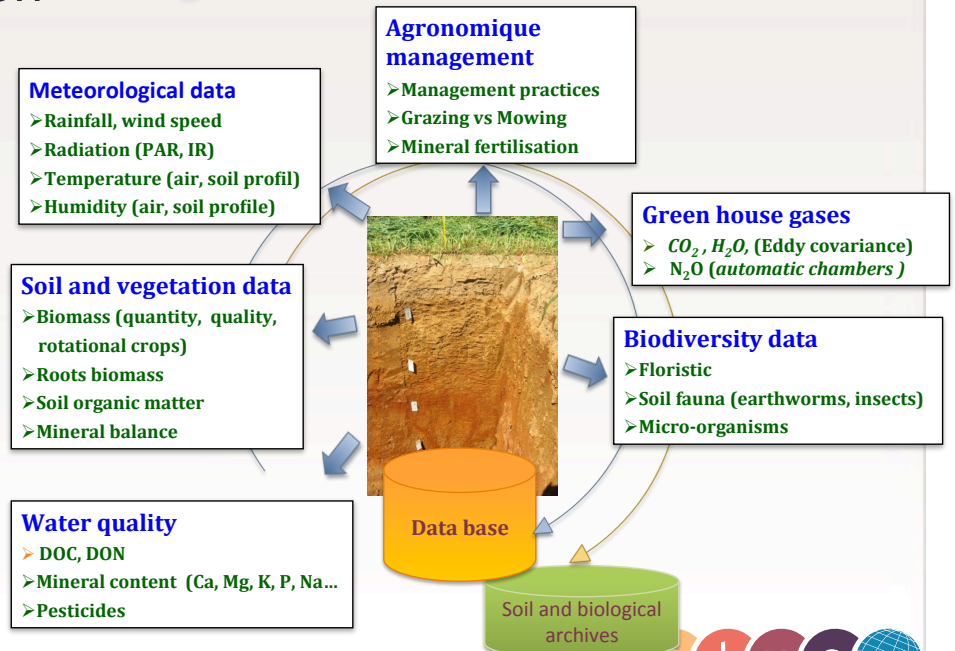 Agronomique
management
➢Management practices
➢Grazing vs Mowing
➢Mineral fertilisation
Meteorological data
➢Rainfall, wind speed
➢Radiation (PAR, IR)
➢Temperature (air, soil profil)
➢Humidity (air, soil profile)
Green house gases
➢ CO₂ , H₂O, (Eddy covariance)
➢ N₂O (automatic chambers )
Soil and vegetation data
➢Biomass (quantity, quality,
rotational crops)
➢Roots biomass
➢Soil organic matter
➢Mineral balance
Biodiversity data
➢Floristic
➢Soil fauna (earthworms, insects)
➢Micro-organisms
Water quality
➢ DOC, DON
➢Mineral content (Ca, Mg, K, P, Na…
➢Pesticides
Data base
Soil and biological
archives